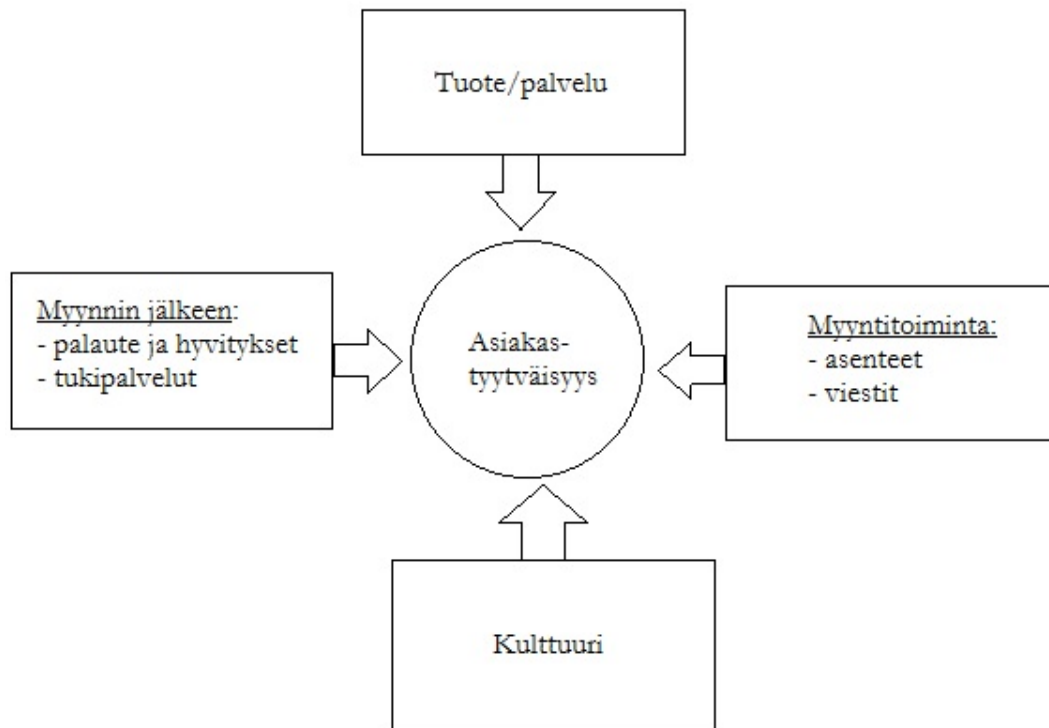 Tuote/palvelu
Myynnin jälkeen:
- palaute ja hyvitykset
- tukipalvelut
Asiakas-
tyytväisyys
Myyntitoiminta:
- asenteet
- viestit
Kulttuuri